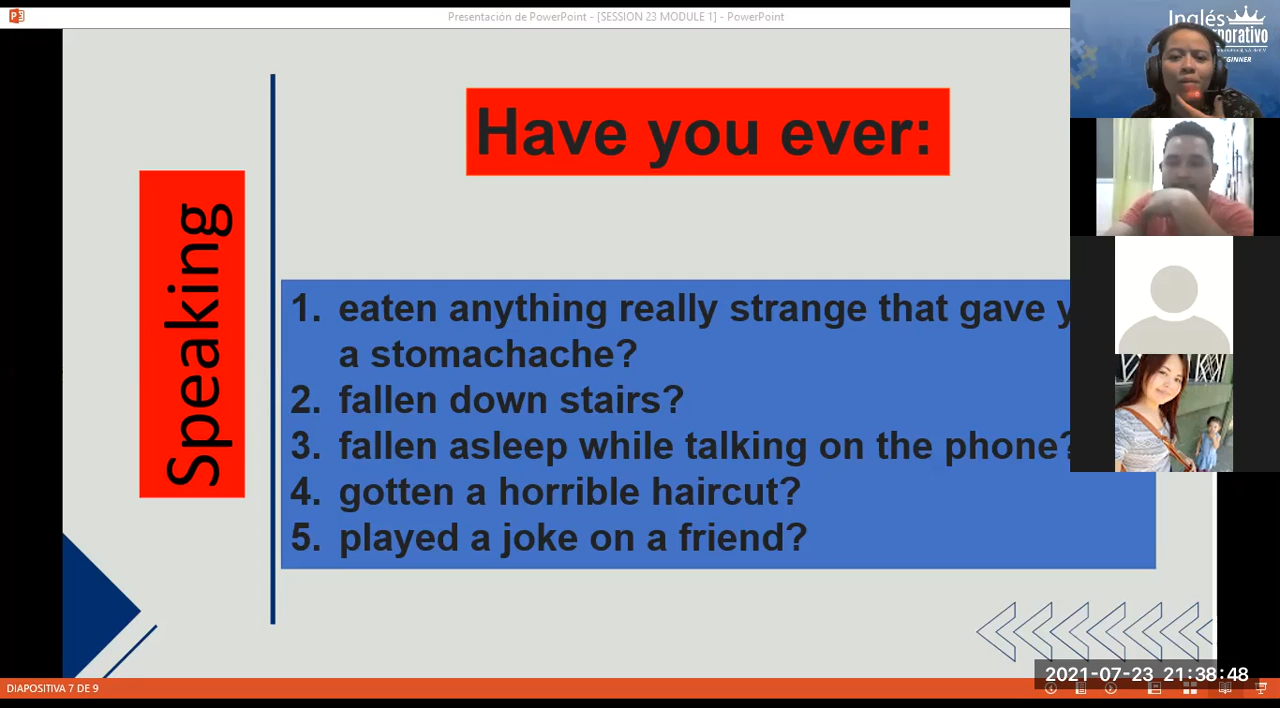 Presentación de PowerPoint - [SESSION 23 MODULE 1] - PowerPoint
Inglés
Have you ever:
Speaking
1. eaten anything really strange that gave
a stomachache?
2. fallen down stairs?
3. fallen asleep while talking on the phone?
4. gotten a horrible haircut?
5. played a joke on a friend?
2021-07-23 21:38:48
DIAPOSITIVA 7 DE 9